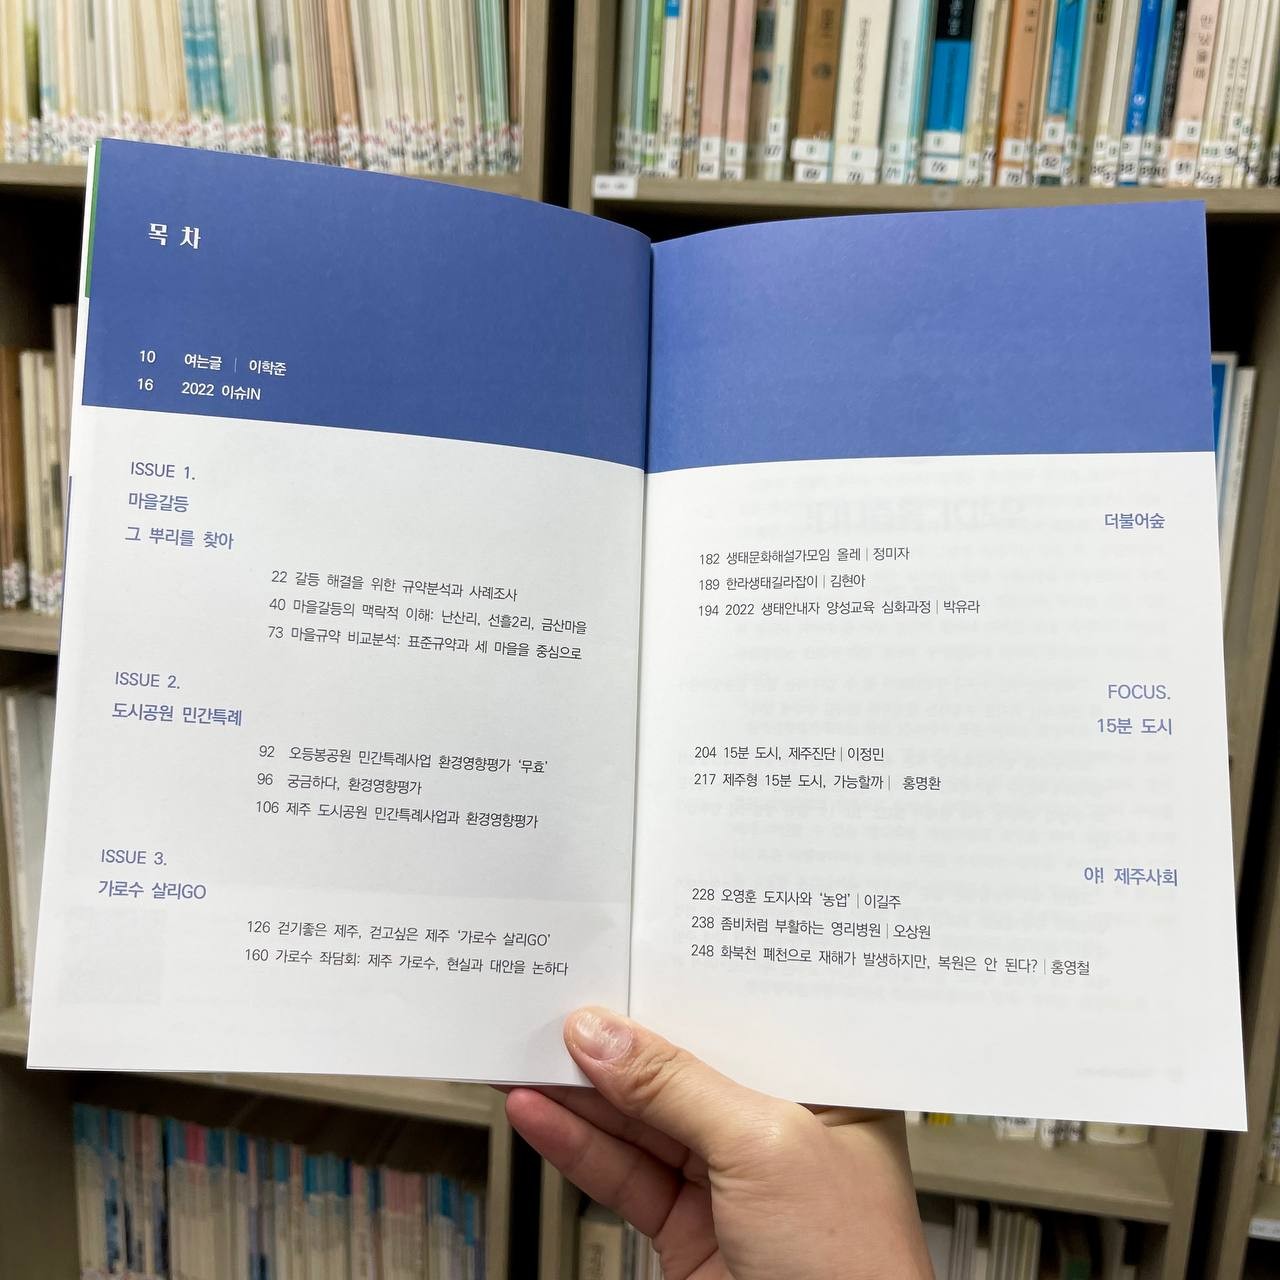 목 차
10 여는글 | 이학준
16 2022 이슈IN
ISSUE 1.
마을갈등
그 뿌리를 찾아
22 갈등 해결을 위한 규약분석과 사례조사
40 마을갈등의 맥락적 이해: 난산리, 선흘2리, 금산마을
73 마을규약 비교분석: 표준규약과 세 마을을 중심으로
ISSUE 2.
도시공원 민간특례
92 오등봉공원 민간특례사업 환경영향평가 ‘무효’
96 궁금하다, 환경영향평가
106 제주 도시공원 민간특례사업과 환경영향평가
ISSUE 3.
가로수 살리GO
126 걷기좋은 제주, 걷고싶은 제주 ‘가로수 살리GO’
160 가로수 좌담회: 제주 가로수, 현실과 대안을 논하다
더불어숲
182 생태문화해설가모임 올레 | 정미자
189 한라생태길라잡이 | 김현아
194 2022 생태안내자 양성교육 심화과정 | 박유라
FOCUS.
15분 도시
204 15분 도시, 제주진단 | 이정민
217 제주형 15분 도시, 가능할까 | 홍명환
야! 제주사회
228 오영훈 도지사와 ‘농업’ | 이길주
238 좀비처럼 부활하는 영리병원 | 오상원
248 화북천 폐천으로 재해가 발생하지만, 복원은 안 된다? | 홍영철